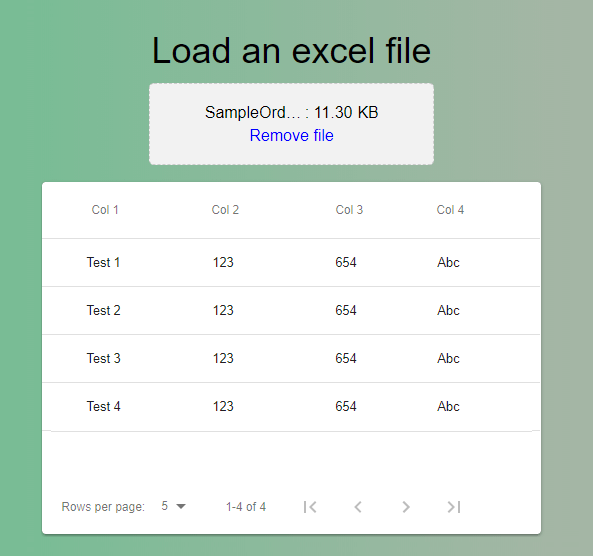 Load an excel file
SampleOrd... : 11.30 KB
Remove file
Col 1 Col 2 Col 3 Col 4
Test 1 123 654 Abc
Test 2 123 654 Abc
Test 3 123 654 Abc
Test 4 123 654 Abc
Rows per page: 5 1-4 of 4